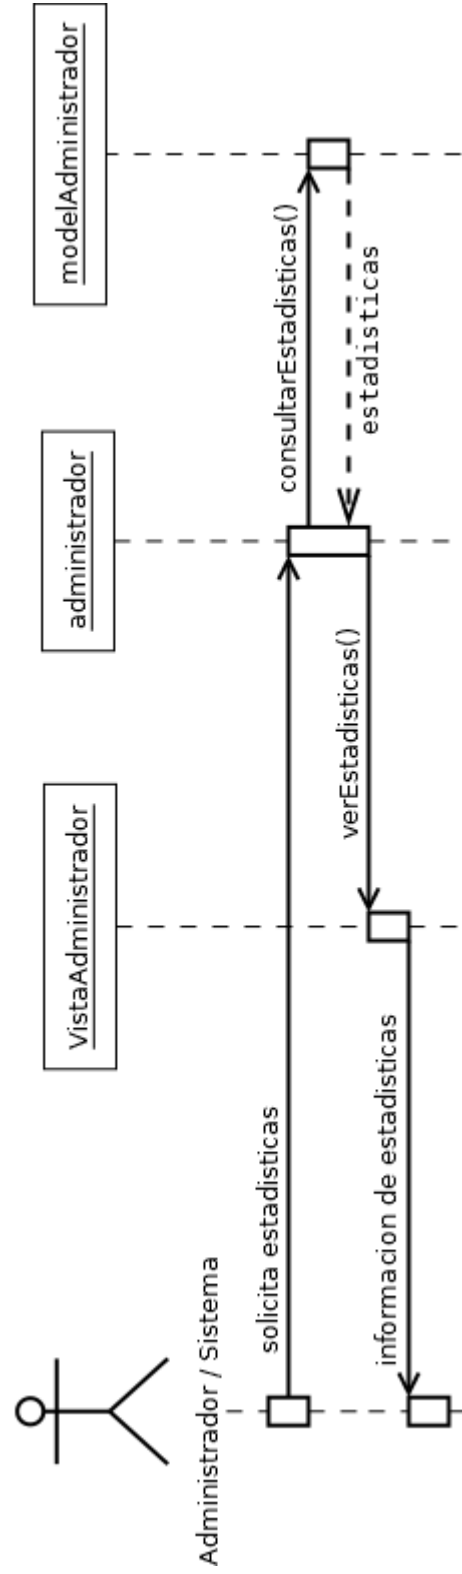 Administrador / Sistema
VistaAdministrador
administrador
modelAdministrador
solicita estadisticas
consultarEstadisticas()
estadisticas
verEstadisticas()
informacion de estadisticas